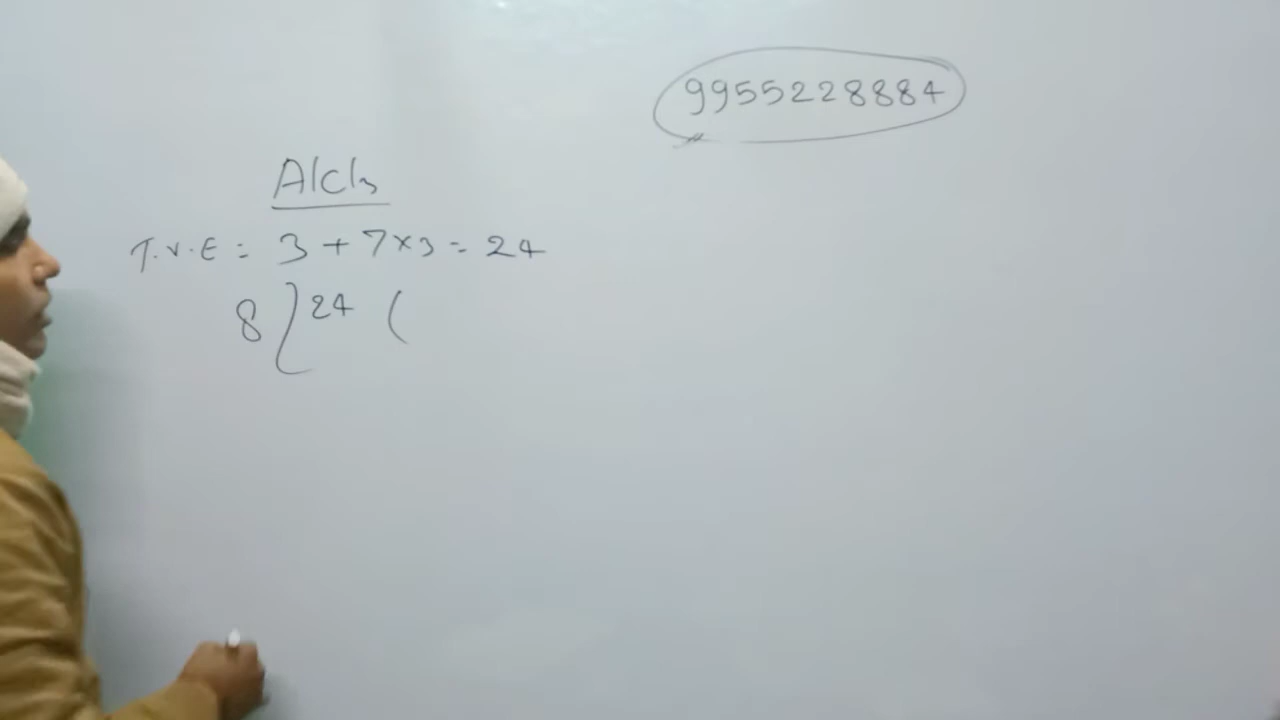 9955228884
AlCl3
T.V.E = 3 + 7×3 = 24
8 ) 24 (